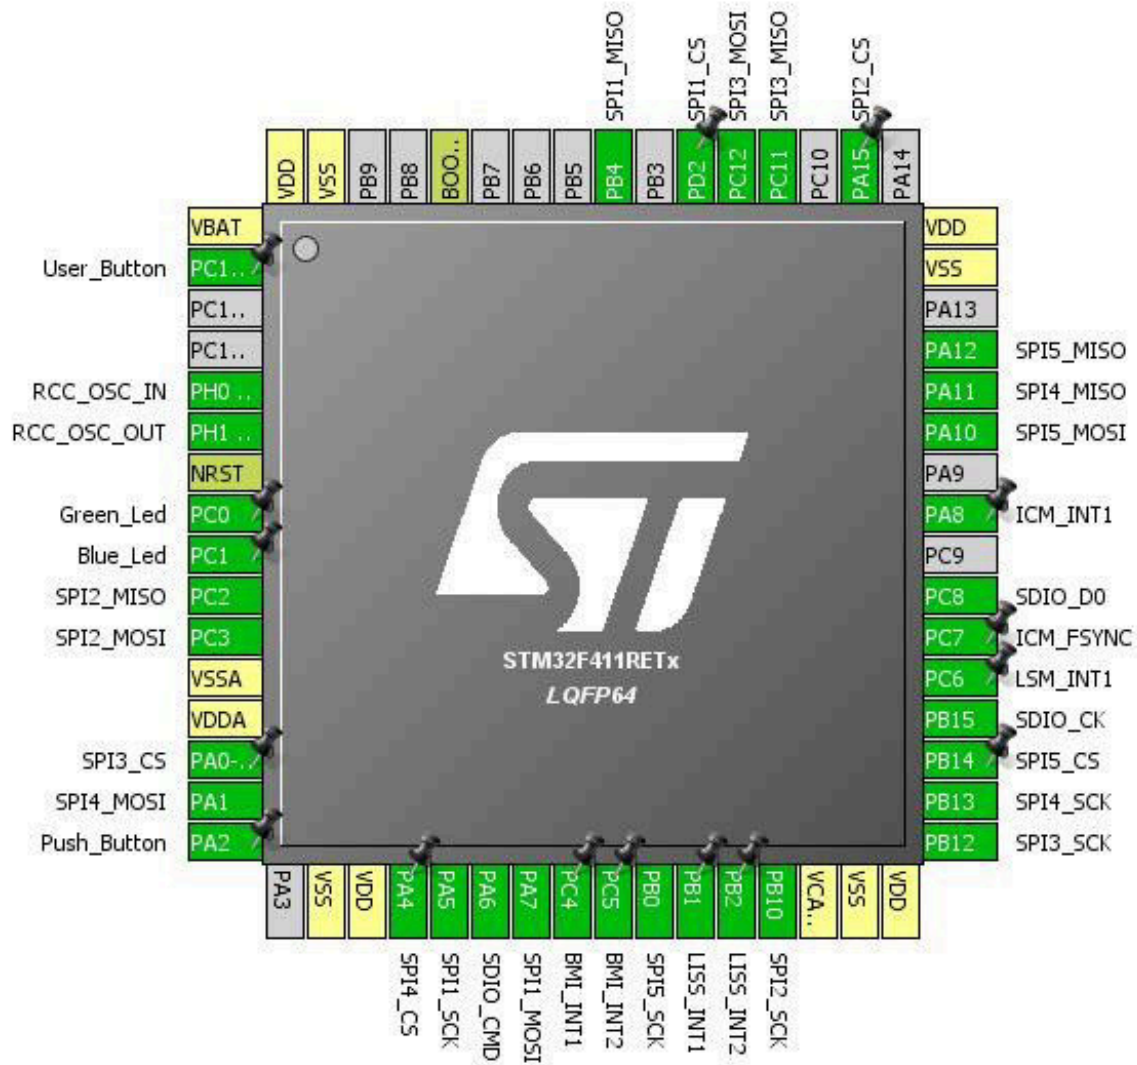 SPI1_MISO
SPI1_CS
SPI3_MOSI
SPI3_MISO
SPI2_CS
VDD
VSS
PB9
PB8
BOO..
PB7
PB6
PB5
PB4
PB3
PD2
PC12
PC11
PC10
PA15
PA14
VBAT
User_Button PC1..
PC1..
PC1..
RCC_OSC_IN PH0 ..
RCC_OSC_OUT PH1 ..
NRST
Green_Led PC0
Blue_Led PC1
SPI2_MISO PC2
SPI2_MOSI PC3
VSSA
VDDA
SPI3_CS PA0-..
SPI4_MOSI PA1
Push_Button PA2
ST
STM32F411RETx
LQFP64
VDD
VSS
PA13
PA12 SPI5_MISO
PA11 SPI4_MISO
PA10 SPI5_MOSI
PA9
PA8 ICM_INT1
PC9
PC8 SDIO_D0
PC7 ICM_FSYNC
PC6 LSM_INT1
PB15 SDIO_CK
PB14 SPI5_CS
PB13 SPI4_SCK
PB12 SPI3_SCK
PA3
VSS
VDD
PA4
PA5
PA6
PA7
PC4
PC5
PB0
PB1
PB2
PB10
VCA..
VSS
VDD
SPI4_CS
SPI1_SCK
SDIO_CMD
SPI1_MOSI
BMI_INT1
BMI_INT2
SPI5_SCK
LISS_INT1
LISS_INT2
SPI2_SCK